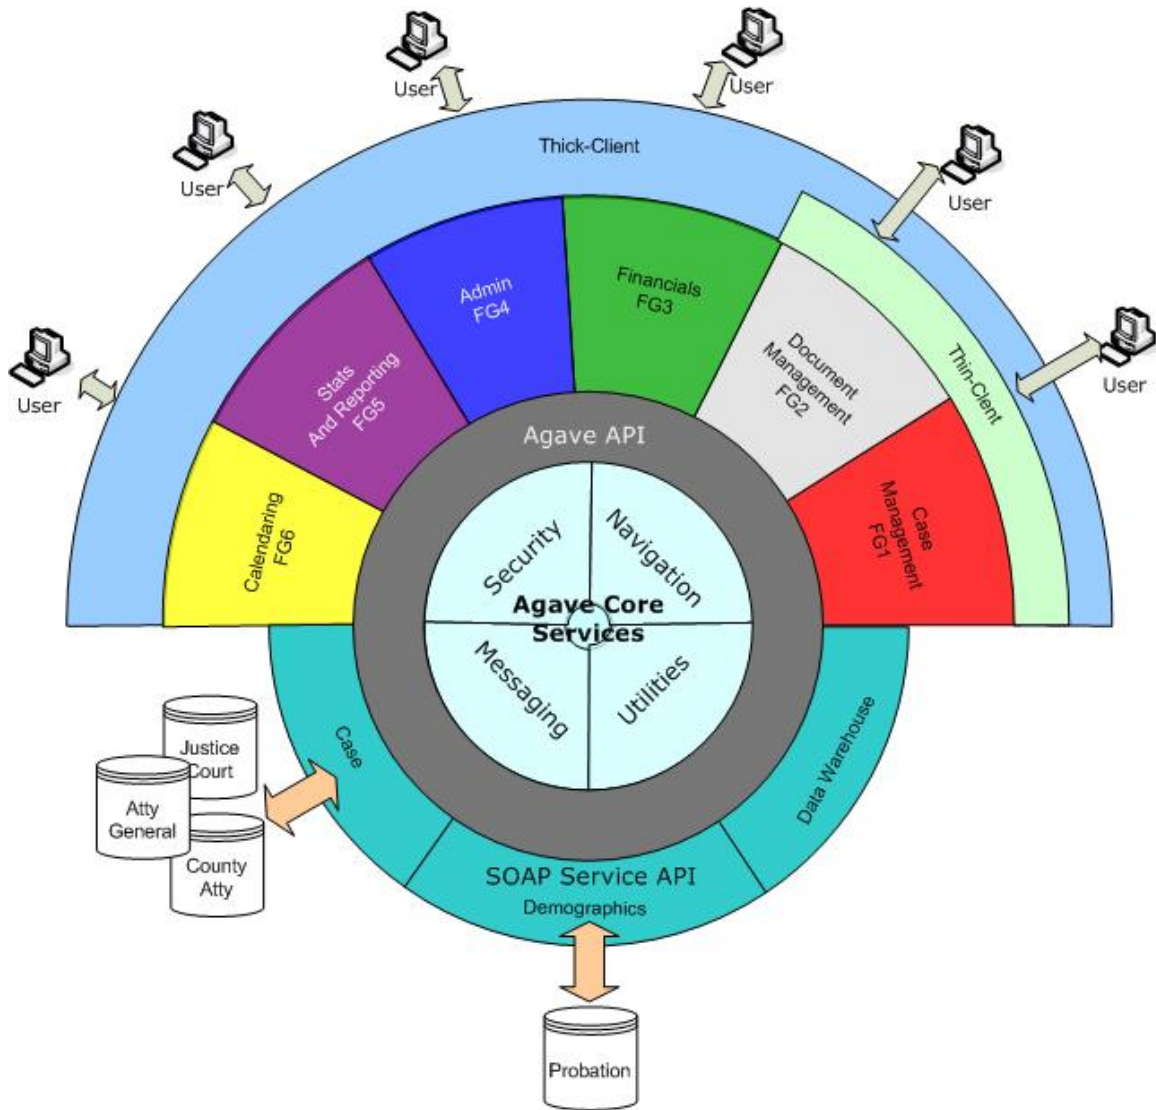 User
User
User
User
User
User
Thick-Client
Thin-Clent
Calendaring
FG6
Stats
And Reporting
FG5
Admin
FG4
Financials
FG3
Document
Management
FG2
Case
Management
FG1
Agave API
Security
Navigation
Agave Core
Services
Messaging
Utilities
Case
SOAP Service API
Demographics
Data Warehouse
Justice
Court
Atty
General
County
Atty
Probation